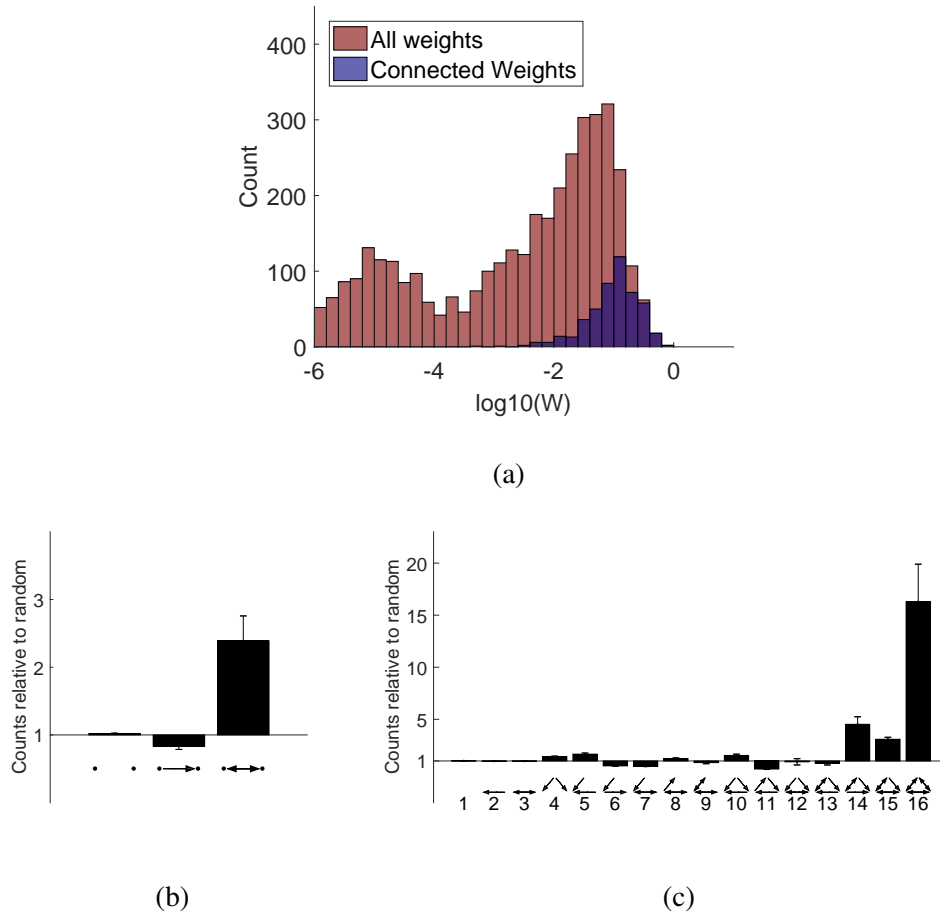 400
300
200
100
0
Count
All weights
Connected Weights
-6 -4 -2 0
log10(W)
(a)
Counts relative to random
3
2
1
(b)
Counts relative to random
20
15
10
5
1
1 2 3 4 5 6 7 8 9 10 11 12 13 14 15 16
(c)